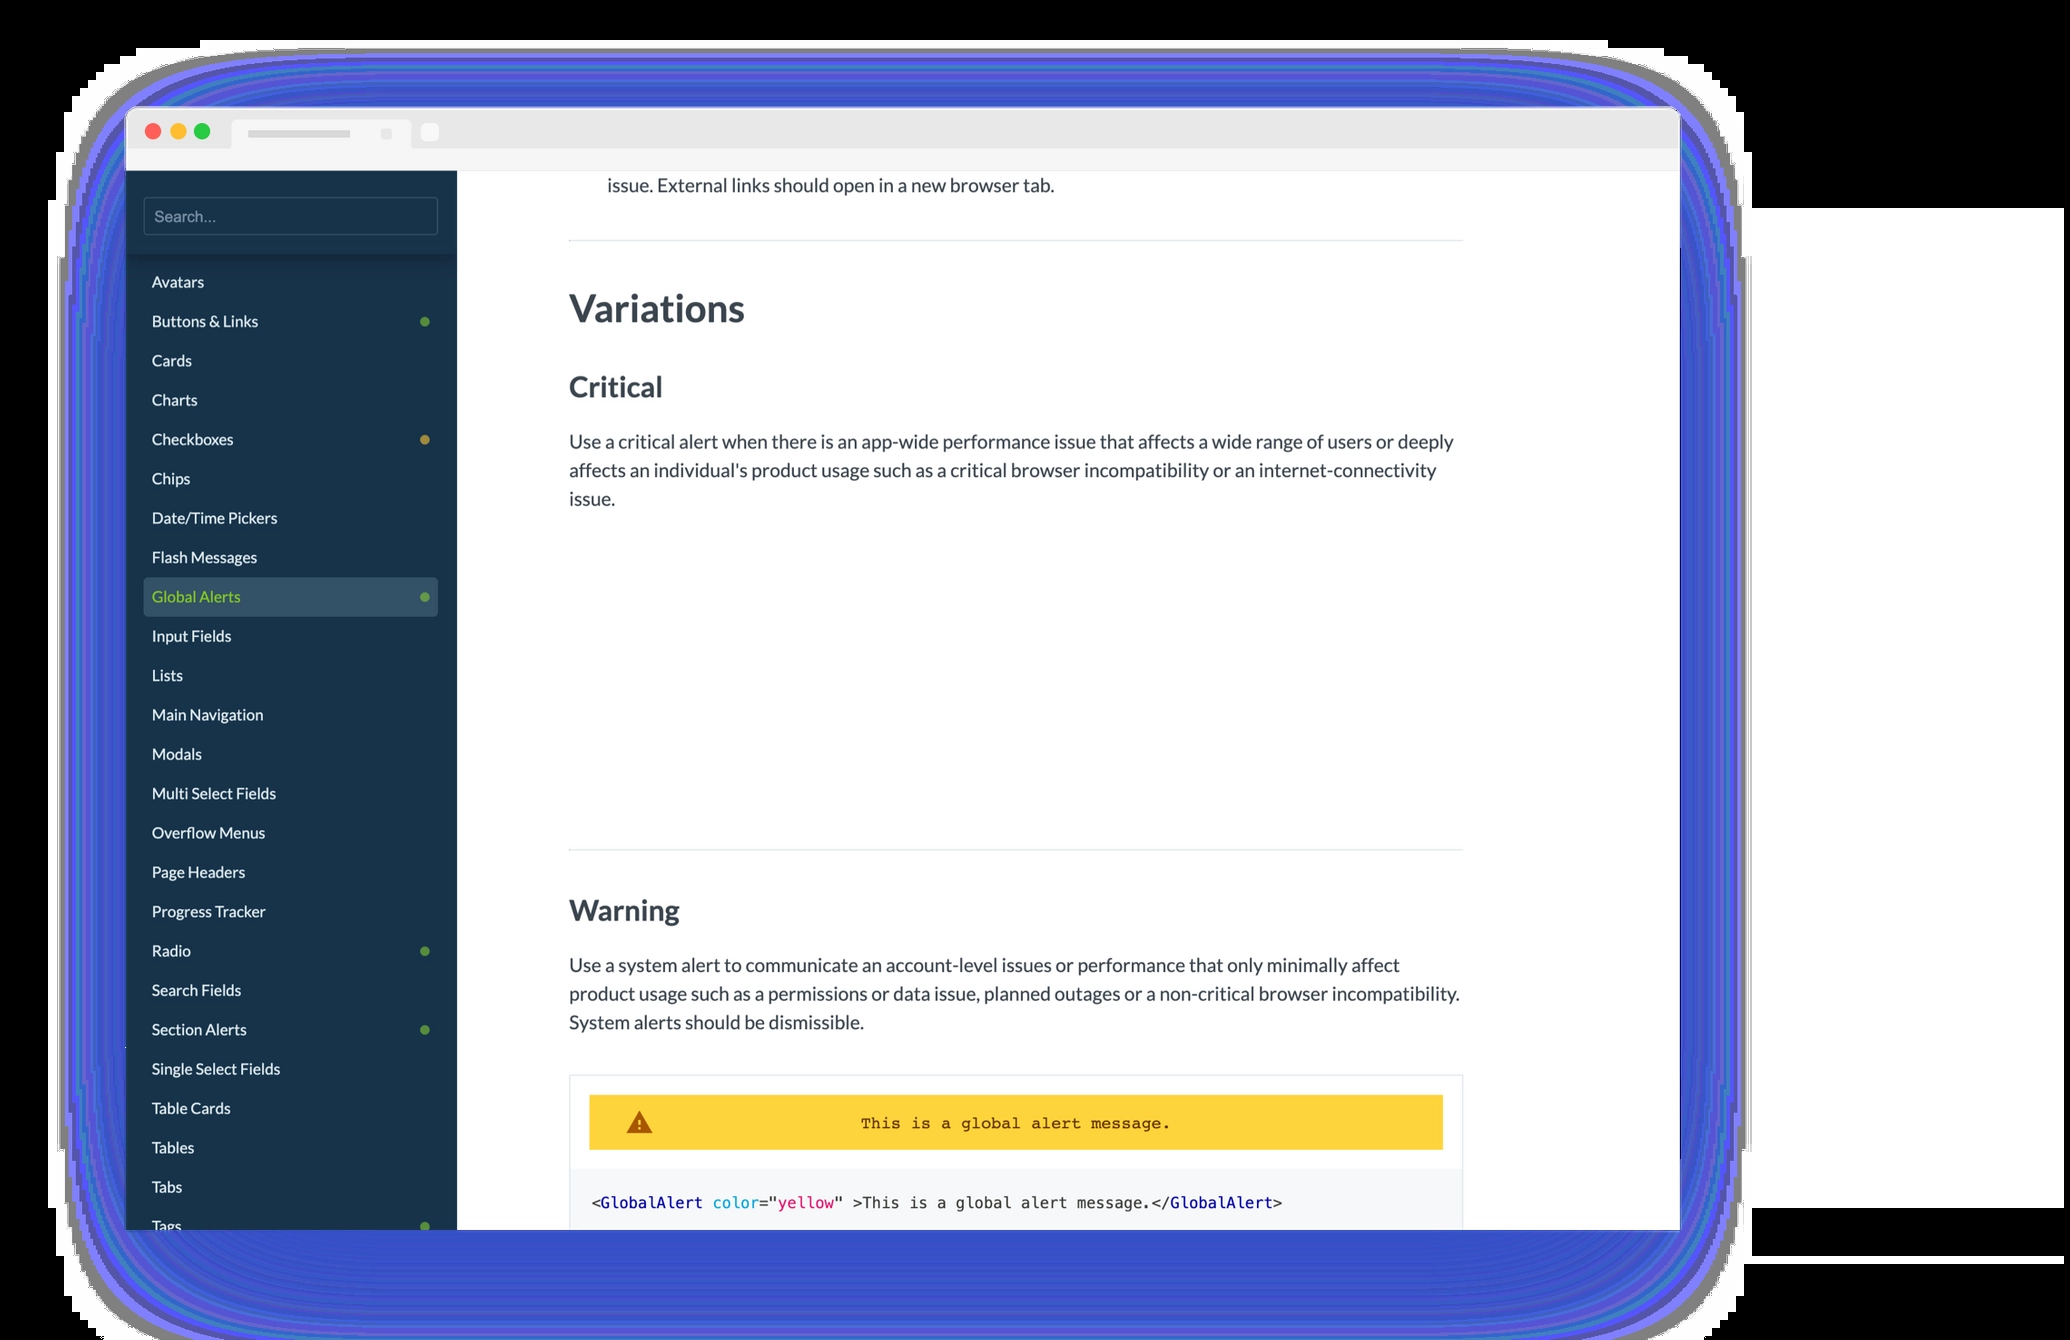 Search...
Avatars
Buttons & Links
Cards
Charts
Checkboxes
Chips
Date/Time Pickers
Flash Messages
Global Alerts
Input Fields
Lists
Main Navigation
Modals
Multi Select Fields
Overflow Menus
Page Headers
Progress Tracker
Radio
Search Fields
Section Alerts
Single Select Fields
Table Cards
Tables
Tabs
Tags
issue. External links should open in a new browser tab.
Variations
Critical
Use a critical alert when there is an app-wide performance issue that affects a wide range of users or deeply
affects an individual's product usage such as a critical browser incompatibility or an internet-connectivity
issue.
Warning
Use a system alert to communicate an account-level issues or performance that only minimally affect
product usage such as a permissions or data issue, planned outages or a non-critical browser incompatibility.
System alerts should be dismissible.
This is a global alert message.
<GlobalAlert color="yellow" >This is a global alert message.</GlobalAlert>